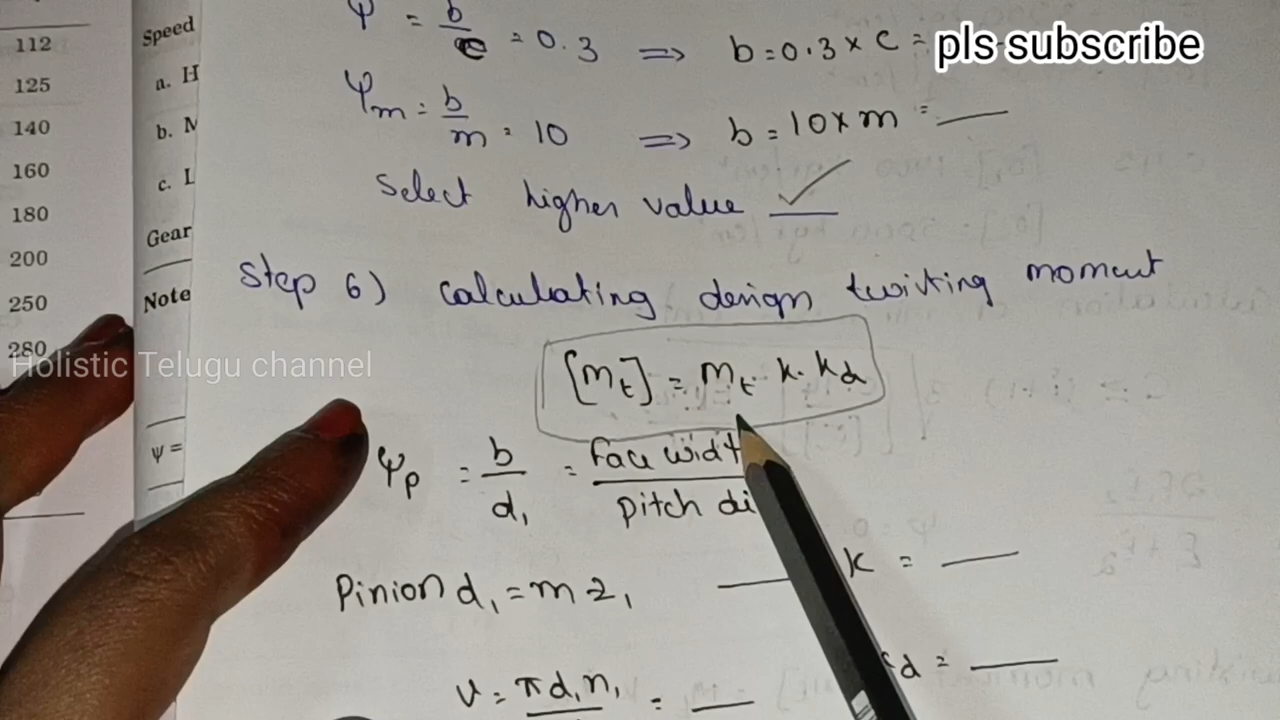 112
125
140
160
180
200
250
280
Speed
a. H
b. M
c. L
Gear
Note
ψ =
ψ = b/c = 0.3 ⇒ b = 0.3 × c =
pls subscribe
ψm = b/m = 10 ⇒ b = 10 × m =
Select higher value ✓
Step 6) calculating design twisting moment
[Mt] = Mt · k · kd
Holistic Telugu channel
ψp = b/d1 = Face widt
pitch di
Pinion d1 = m z1 K =
d =
V = πd1n1 =